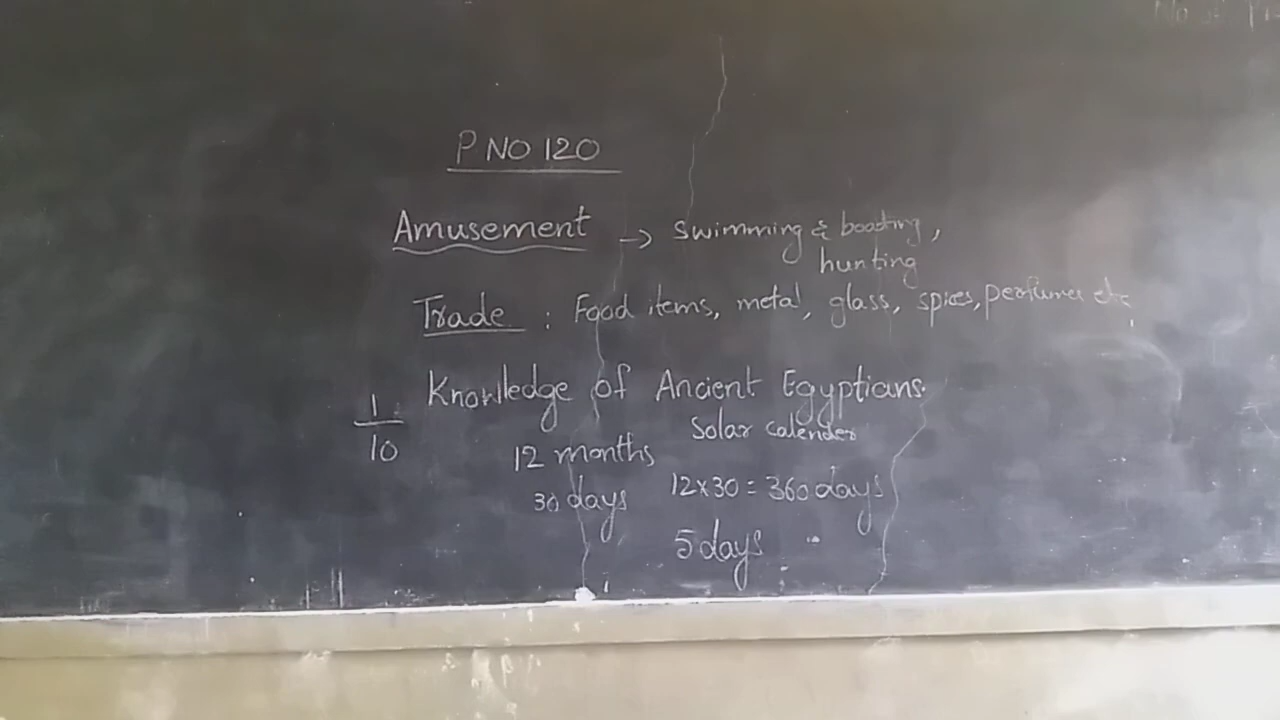 P NO 120
Amusement → Swimming & boating,
hunting
Trade : Food items, metal, glass, spices, perfumes etc
Knowledge of Ancient Egyptians.
1/10
Solar calender
12 months
30 days 12x30 = 360 days
5 days